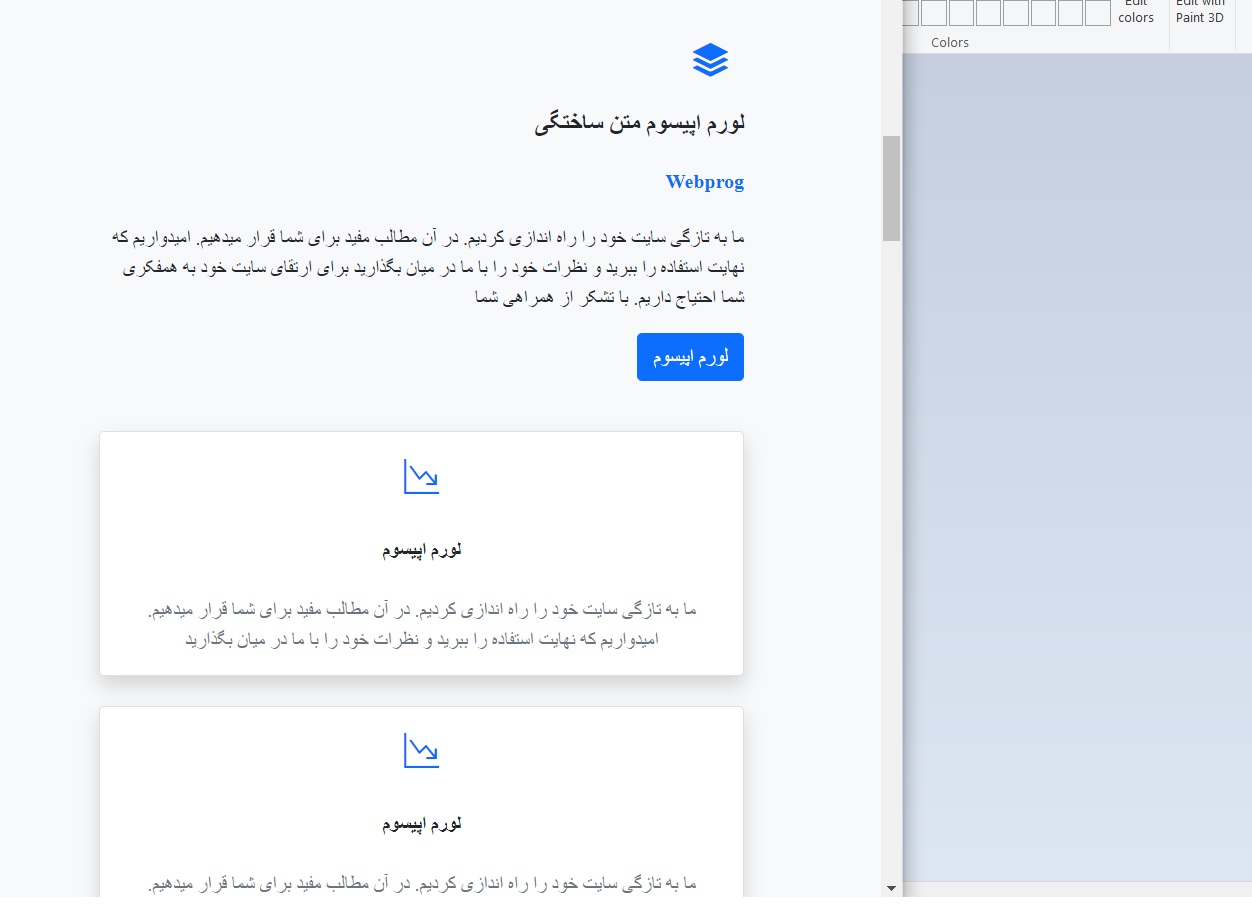 Edit
colors
Edit with
Paint 3D
Colors
لورم اپیسوم متن ساختگی
Webprog
ما به تازگی سایت خود را راه اندازی کردیم. در آن مطالب مفید برای شما قرار میدهیم. امیدواریم که
نهایت استفاده را ببرید و نظرات خود را با ما در میان بگذارید برای ارتقای سایت خود به همفکری
شما احتیاج داریم. با تشکر از همراهی شما
لورم اپیسوم
لورم اپیسوم
ما به تازگی سایت خود را راه اندازی کردیم. در آن مطالب مفید برای شما قرار میدهیم.
امیدواریم که نهایت استفاده را ببرید و نظرات خود را با ما در میان بگذارید
لورم اپیسوم
ما به تازگی سایت خود را راه اندازی کردیم. در آن مطالب مفید برای شما قرار میدهیم.